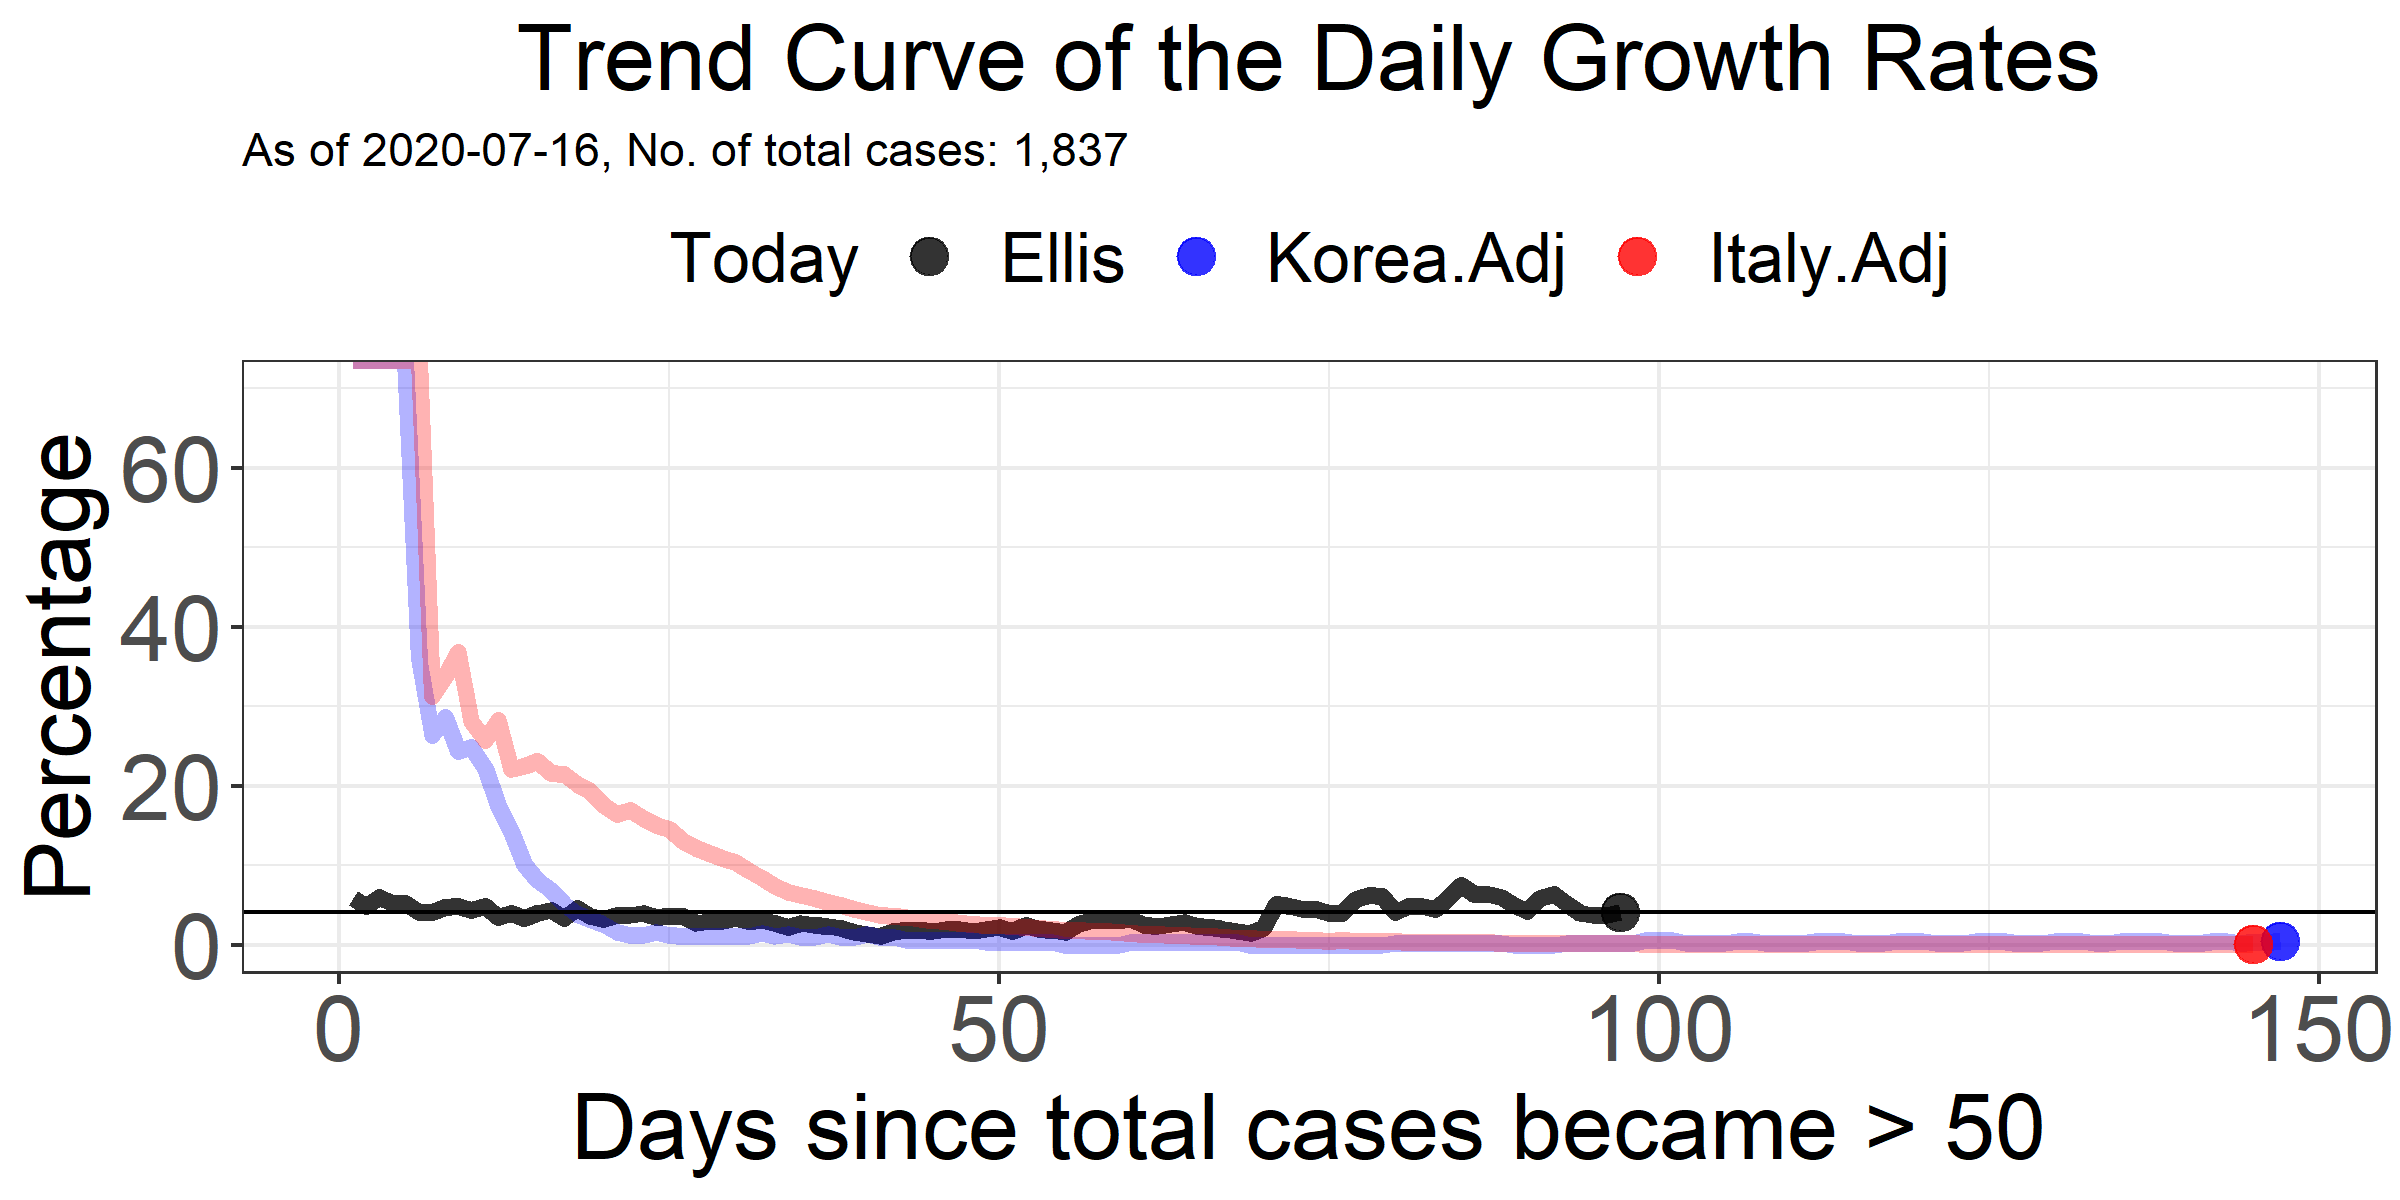 Trend Curve of the Daily Growth Rates
As of 2020-07-16, No. of total cases: 1,837
Today Ellis Korea.Adj Italy.Adj
Percentage
60
40
20
0
0 50 100 150
Days since total cases became > 50